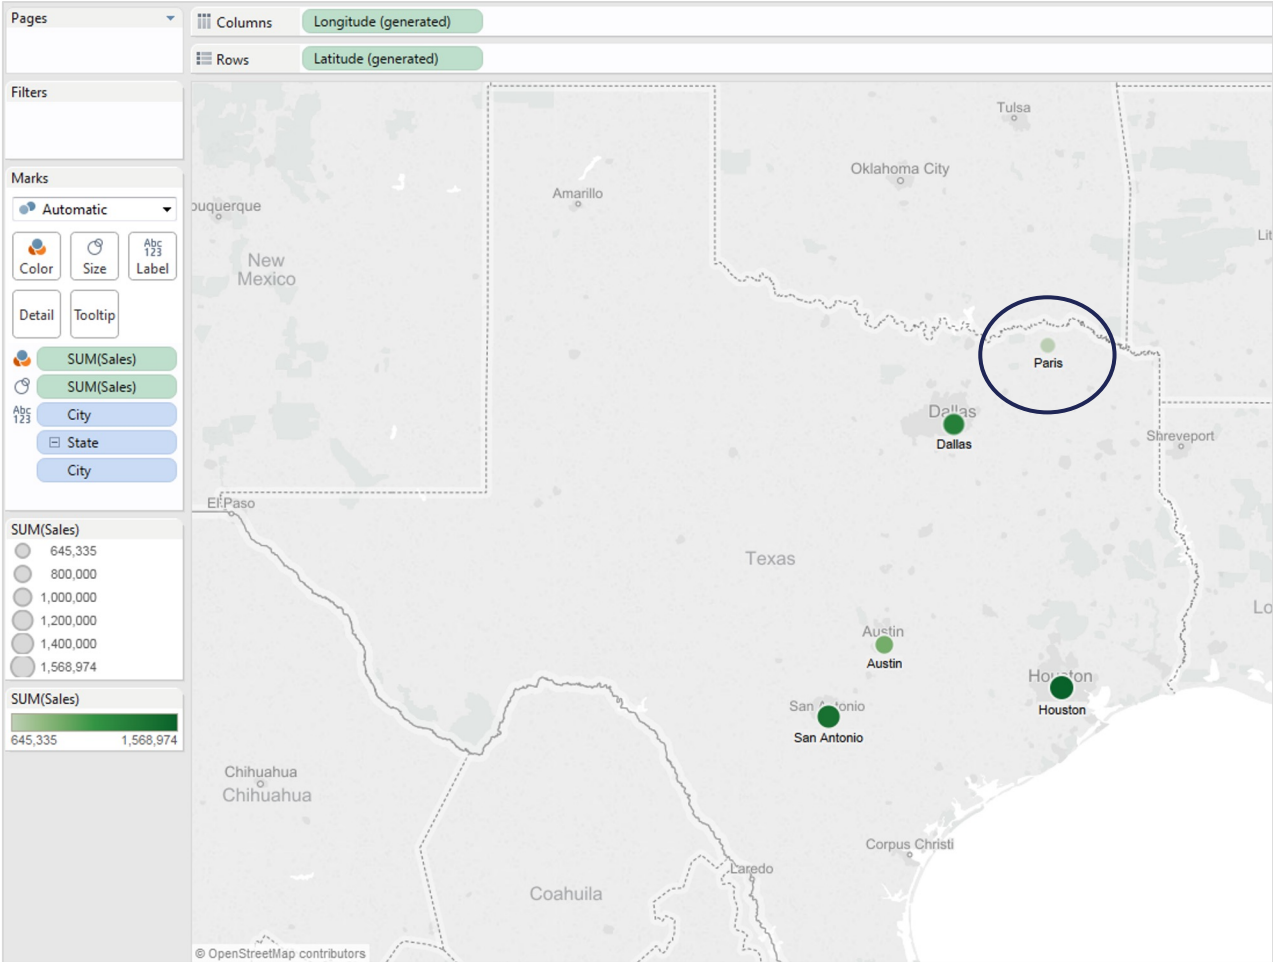 Pages
Columns
Longitude (generated)
Rows
Latitude (generated)
Filters
Marks
Automatic
Color
Size
Abc
123
Label
Detail
Tooltip
SUM(Sales)
SUM(Sales)
Abc
123
City
State
City
SUM(Sales)
645,335
800,000
1,000,000
1,200,000
1,400,000
1,568,974
SUM(Sales)
645,335
1,568,974
Tulsa
Oklahoma City
Amarillo
buquerque
Lit
New
Mexico
Paris
Dallas
Dallas
Shreveport
El Paso
Texas
Lo
Austin
Austin
Houston
Houston
San Antonio
San Antonio
Chihuahua
Chihuahua
Corpus Christi
Laredo
Coahuila
© OpenStreetMap contributors